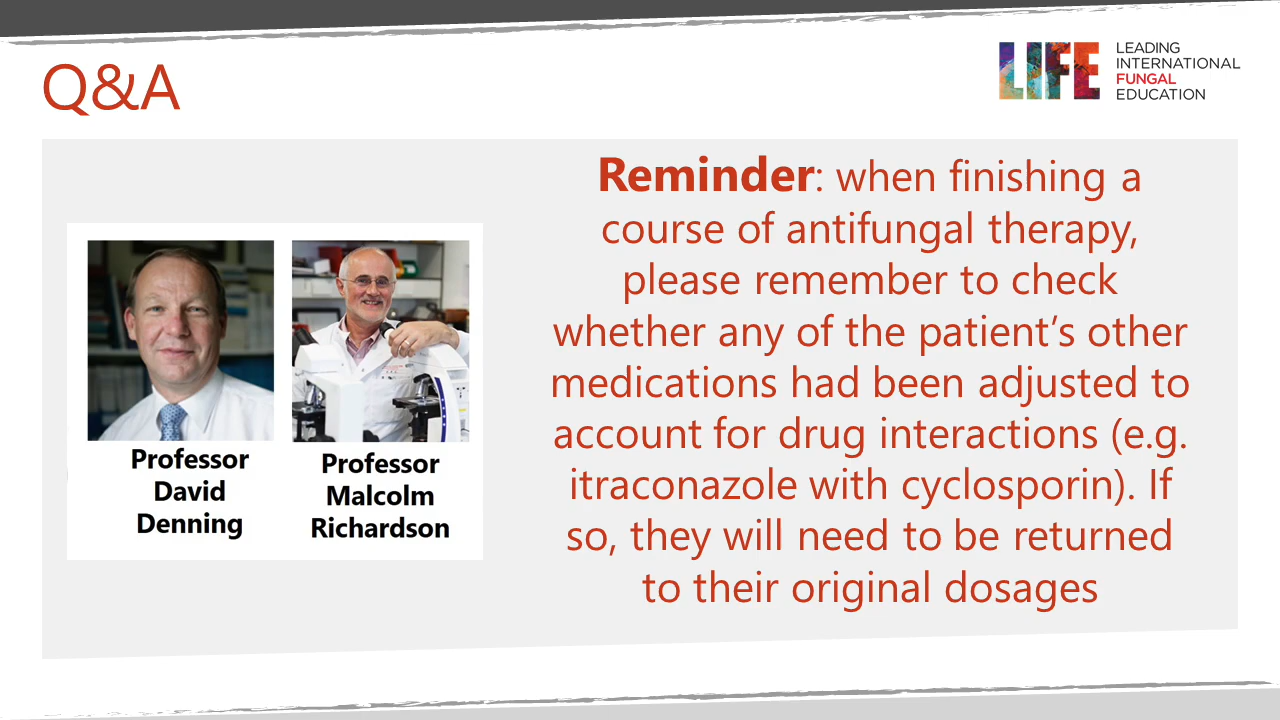 Q&A
LIFE
LEADING
INTERNATIONAL
FUNGAL
EDUCATION
Professor
David
Denning
Professor
Malcolm
Richardson
Reminder: when finishing a
course of antifungal therapy,
please remember to check
whether any of the patient’s other
medications had been adjusted to
account for drug interactions (e.g.
itraconazole with cyclosporin). If
so, they will need to be returned
to their original dosages